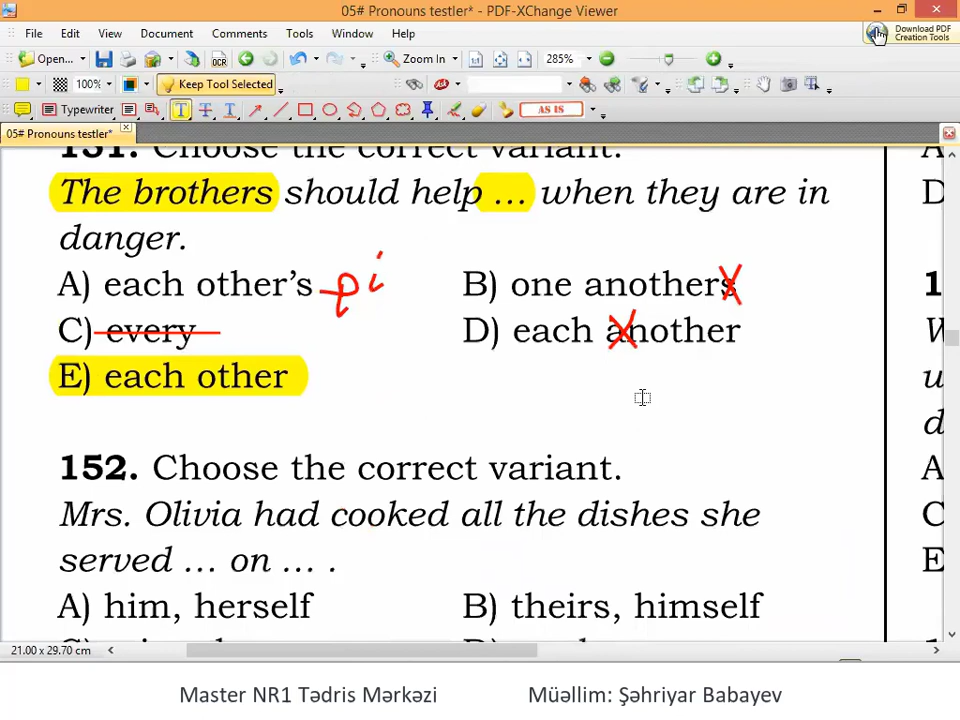 05# Pronouns testler* - PDF-XChange Viewer
File Edit View Document Comments Tools Window Help
Download PDF
Creation Tools
Open... OCR Zoom In 285%
100% Keep Tool Selected
Typewriter AS IS
05# Pronouns testler*
151. Choose the correct variant.
The brothers should help ... when they are in
danger.
A) each other's pi
B) one anothers
C) every
D) each another
E) each other
152. Choose the correct variant.
Mrs. Olivia had cooked all the dishes she
served ... on ... .
A) him, herself
B) theirs, himself
21.00 x 29.70 cm
Master NR1 Tədris Mərkəzi
Müəllim: Şəhriyar Babayev